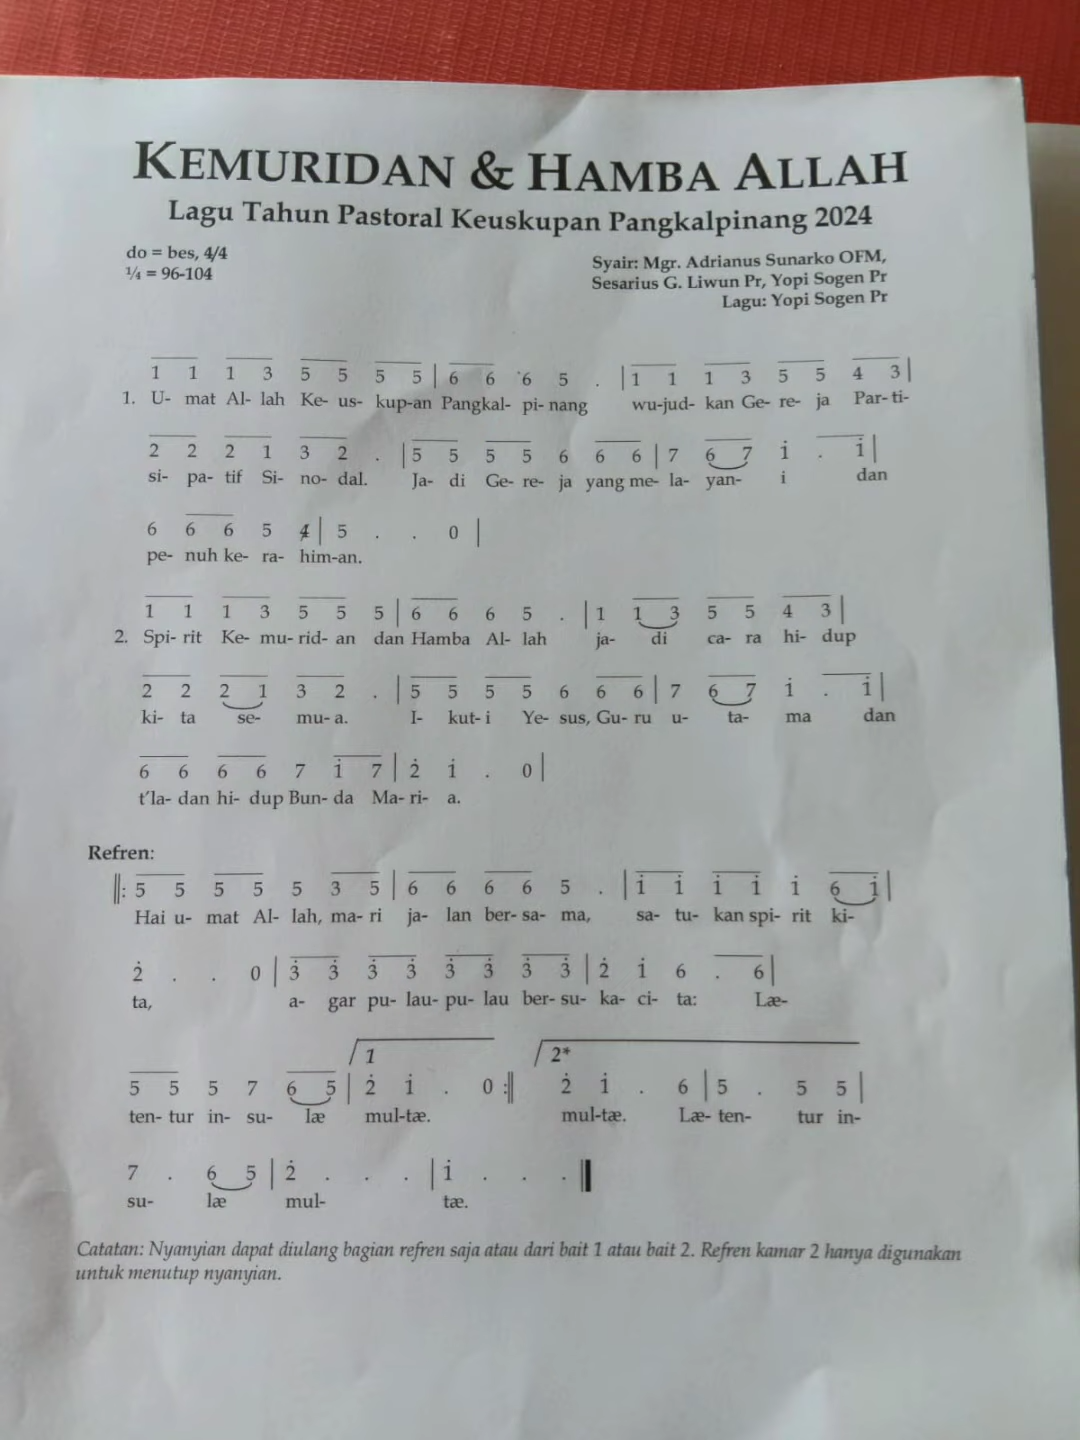 KEMURIDAN & HAMBA ALLAH
Lagu Tahun Pastoral Keuskupan Pangkalpinang 2024
do = bes, 4/4
¼ = 96-104
Syair: Mgr. Adrianus Sunarko OFM,
Sesarius G. Liwun Pr, Yopi Sogen Pr
Lagu: Yopi Sogen Pr
1 1 1 3 5 5 5 5 | 6 6 6 5 . | 1 1 1 3 5 5 4 3 |
1. U- mat Al- lah Ke- us- kup-an Pangkal- pi- nang wu-jud- kan Ge- re- ja Par-ti-
2 2 2 1 3 2 . | 5 5 5 5 6 6 6 | 7 6 7 i̇ . i̇ |
si- pa- tif Si- no- dal. Ja- di Ge- re- ja yang me- la- yan- i dan
6 6 6 5 4̸ | 5 . . 0 |
pe- nuh ke- ra- him-an.
1 1 1 3 5 5 5 | 6 6 6 5 . | 1 1 3 5 5 4 3 |
2. Spi- rit Ke- mu- rid- an dan Hamba Al- lah ja- di ca- ra hi- dup
2 2 2 1 3 2 . | 5 5 5 5 6 6 6 | 7 6 7 i̇ . i̇ |
ki- ta se- mu- a. I- kut- i Ye- sus, Gu- ru u- ta- ma dan
6 6 6 6 7 i̇ 7 | 2̇ i̇ . 0 |
t'la- dan hi- dup Bun- da Ma- ri- a.
Refren:
||: 5 5 5 5 5 3 5 | 6 6 6 6 5 . | i̇ i̇ i̇ i̇ i̇ 6 i̇ |
Hai u- mat Al- lah, ma- ri ja- lan ber- sa- ma, sa- tu- kan spi- rit ki-
2̇ . . 0 | 3̇ 3̇ 3̇ 3̇ 3̇ 3̇ 3̇ 3̇ | 2̇ i̇ 6 . 6 |
ta, a- gar pu- lau- pu- lau ber- su- ka- ci- ta: Læ-
1 2*
5 5 5 7 6 5 | 2̇ i̇ . 0 :|| 2̇ i̇ . 6 | 5 . 5 5 |
ten- tur in- su- læ mul-tæ. mul-tæ. Læ- ten- tur in-
7 . 6 5 | 2̇ . . . | i̇ . . . ||
su- læ mul- tæ.
Catatan: Nyanyian dapat diulang bagian refren saja atau dari bait 1 atau bait 2. Refren kamar 2 hanya digunakan
untuk menutup nyanyian.